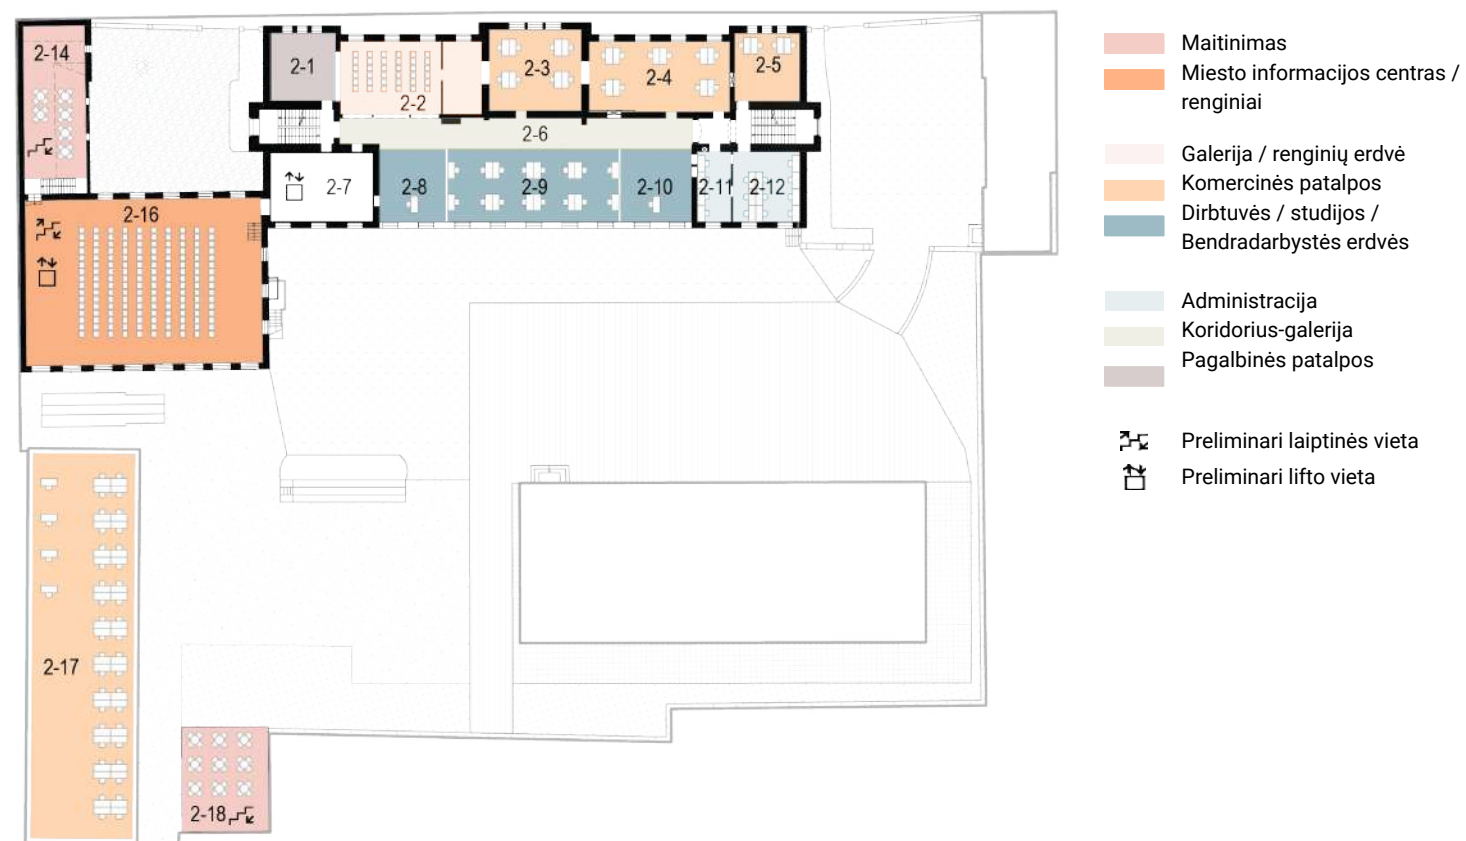 2-14
2-1
2-2
2-3
2-4
2-5
2-6
2-7
2-8
2-9
2-10
2-11
2-12
2-16
2-17
2-18
Maitinimas
Miesto informacijos centras /
renginiai
Galerija / renginių erdvė
Komercinės patalpos
Dirbtuvės / studijos /
Bendradarbystės erdvės
Administracija
Koridorius-galerija
Pagalbinės patalpos
Preliminari laiptinės vieta
Preliminari lifto vieta